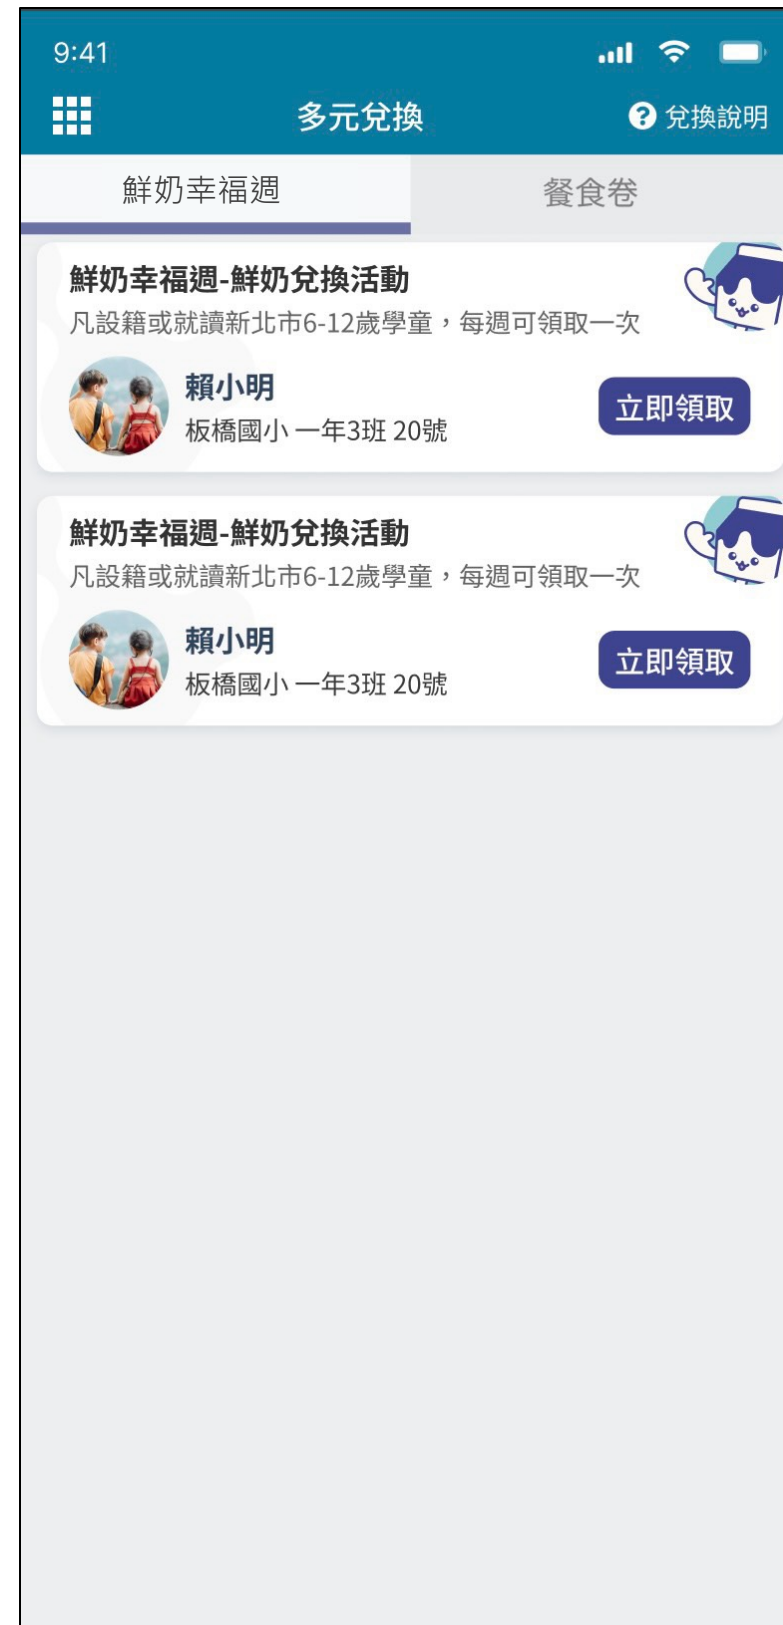 9:41
多元兌換
兌換說明
鮮奶幸福週
餐食卷
鮮奶幸福週-鮮奶兌換活動
凡設籍或就讀新北市6-12歲學童，每週可領取一次
賴小明
板橋國小 一年3班 20號
立即領取
鮮奶幸福週-鮮奶兌換活動
凡設籍或就讀新北市6-12歲學童，每週可領取一次
賴小明
板橋國小 一年3班 20號
立即領取